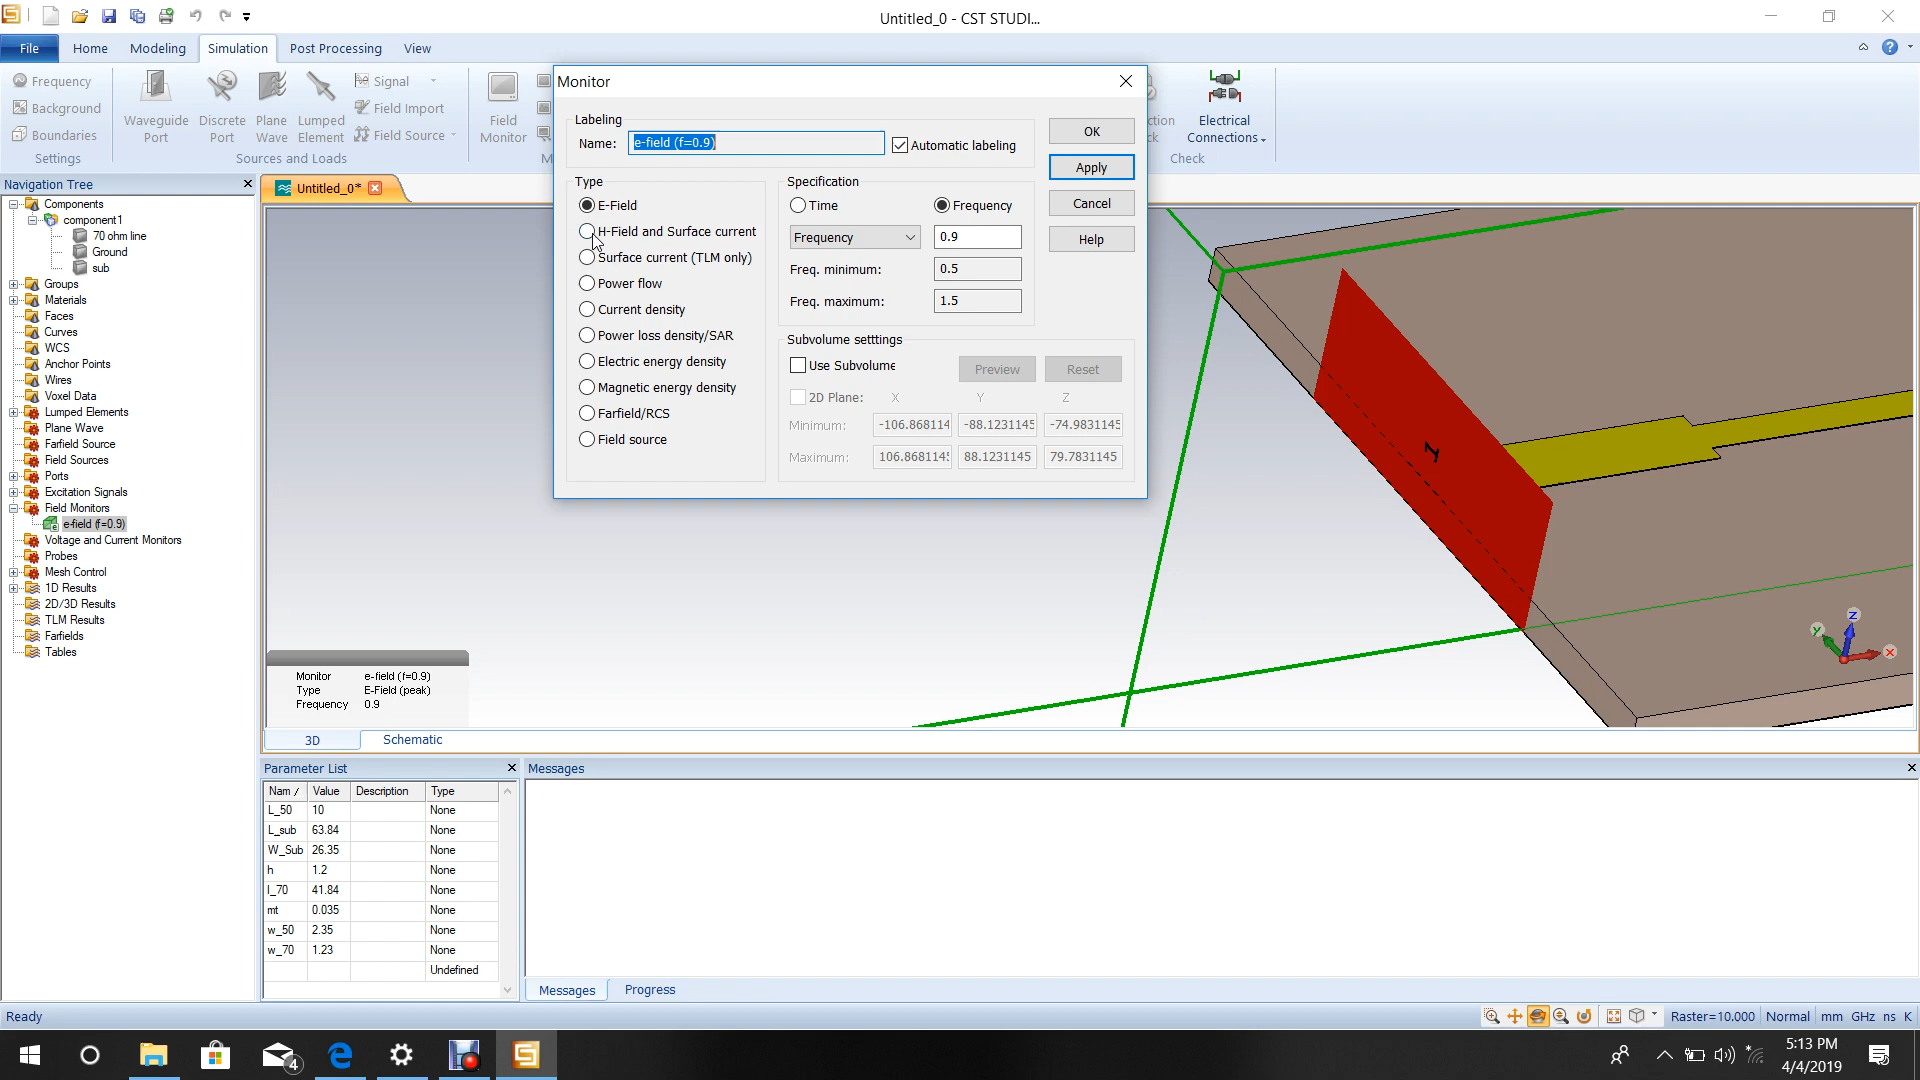 Untitled_0 - CST STUDI...
File Home Modeling Simulation Post Processing View
Frequency
Background
Boundaries
Settings
Waveguide Port
Discrete Port
Plane Wave
Lumped Element
Signal
Field Import
Field Source
Sources and Loads
Field Monitor
M
ction
ck
Electrical Connections
Check
Navigation Tree
Components
component1
70 ohm line
Ground
sub
Groups
Materials
Faces
Curves
WCS
Anchor Points
Wires
Voxel Data
Lumped Elements
Plane Wave
Farfield Source
Field Sources
Ports
Excitation Signals
Field Monitors
e-field (f=0.9)
Voltage and Current Monitors
Probes
Mesh Control
1D Results
2D/3D Results
TLM Results
Farfields
Tables
Untitled_0*
Monitor
Labeling
Name: e-field (f=0.9) Automatic labeling
OK
Apply
Cancel
Help
Type
E-Field
H-Field and Surface current
Surface current (TLM only)
Power flow
Current density
Power loss density/SAR
Electric energy density
Magnetic energy density
Farfield/RCS
Field source
Specification
Time Frequency
Frequency 0.9
Freq. minimum: 0.5
Freq. maximum: 1.5
Subvolume setttings
Use Subvolume Preview Reset
2D Plane: X Y Z
Minimum: -106.868114 -88.1231145 -74.9831145
Maximum: 106.8681145 88.1231145 79.7831145
1
Z
Y
X
Monitor e-field (f=0.9)
Type E-Field (peak)
Frequency 0.9
3D Schematic
Parameter List
Nam / Value Description Type
L_50 10 None
L_sub 63.84 None
W_Sub 26.35 None
h 1.2 None
l_70 41.84 None
mt 0.035 None
w_50 2.35 None
w_70 1.23 None
Undefined
Messages
Messages Progress
Ready
Raster=10.000 Normal mm GHz ns K
4
5:13 PM
4/4/2019